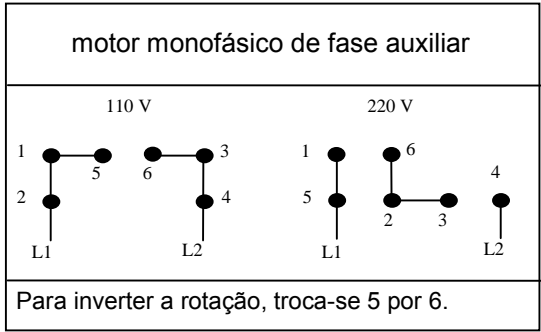 motor monofásico de fase auxiliar
110 V
220 V
1
3
5
6
2
4
L1
L2
1
6
4
5
2
3
L1
L2
Para inverter a rotação, troca-se 5 por 6.